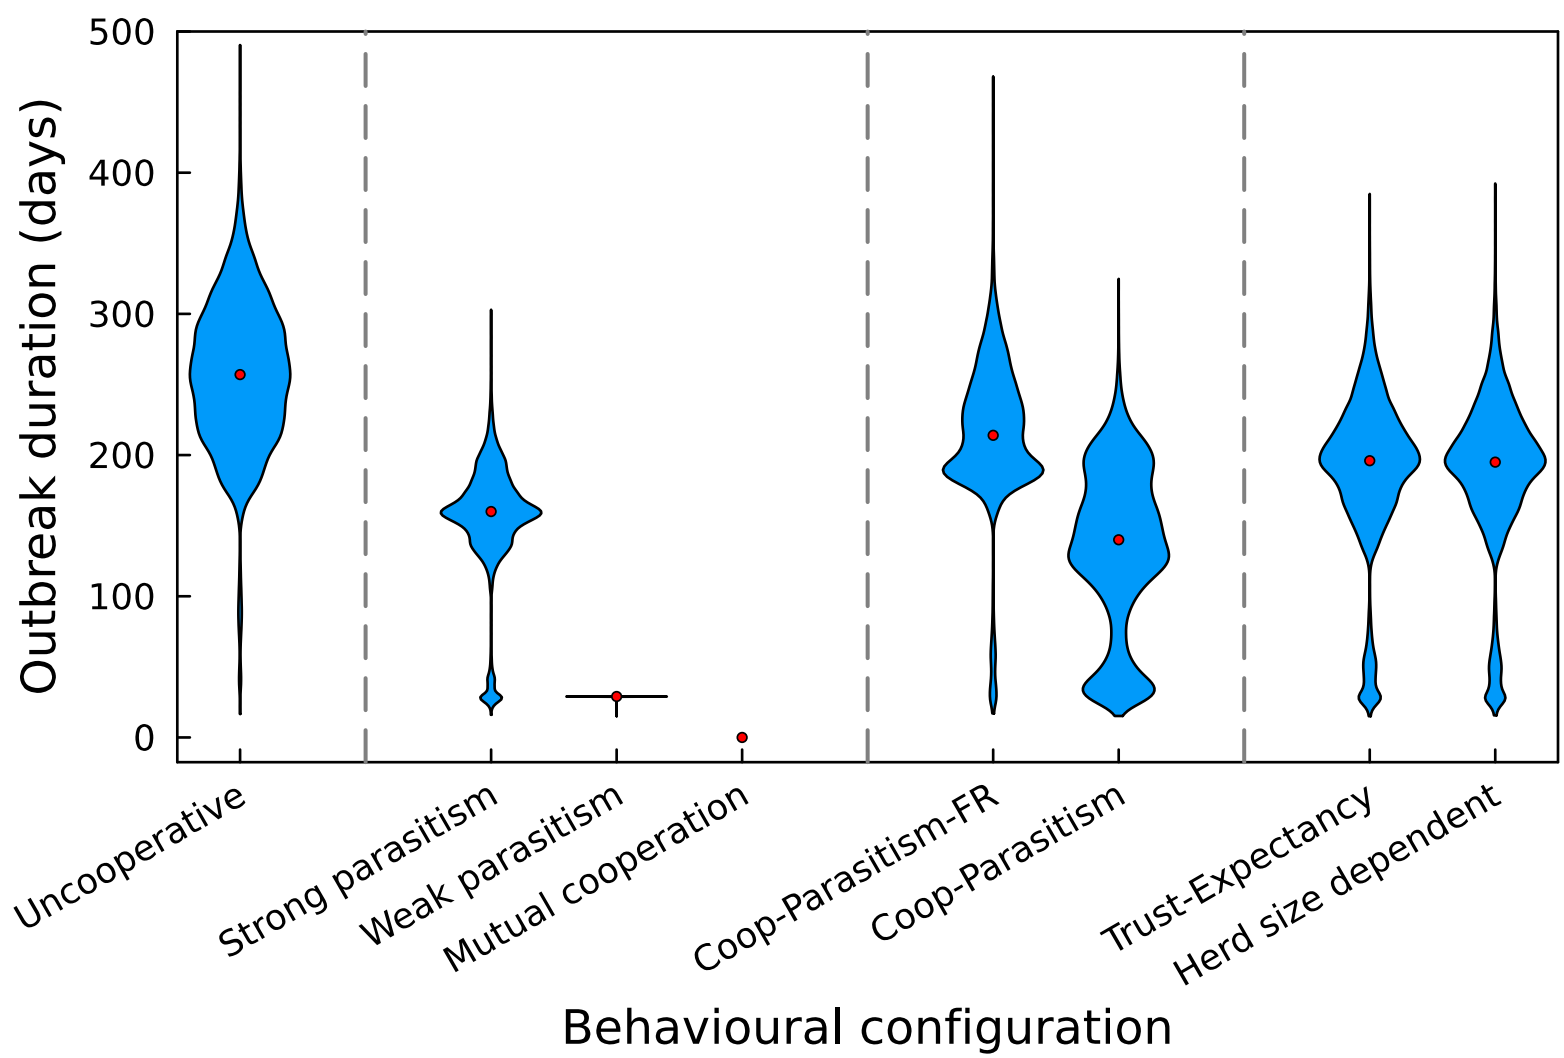 Outbreak duration (days)
500
400
300
200
100
0
Uncooperative
Strong parasitism
Weak parasitism
Mutual cooperation
Coop-Parasitism-FR
Coop-Parasitism
Trust-Expectancy
Herd size dependent
Behavioural configuration